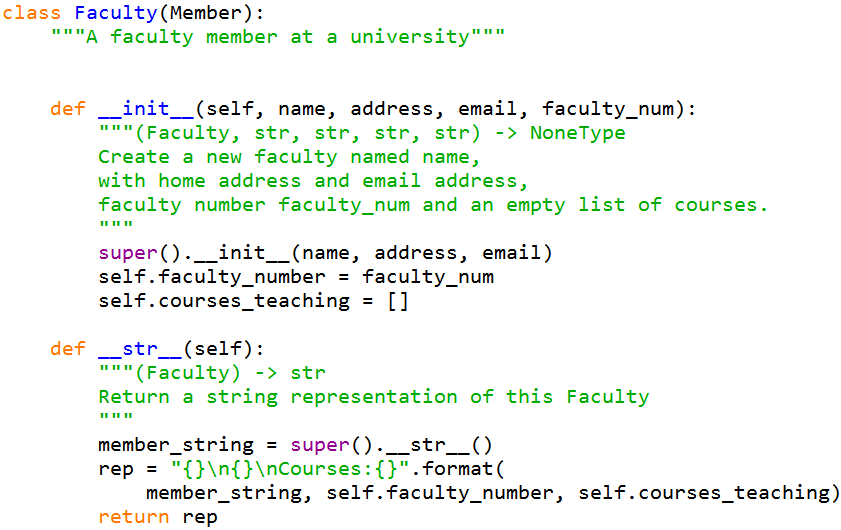 class Faculty(Member):
    """A faculty member at a university"""
    def __init__(self, name, address, email, faculty_num):
        """(Faculty, str, str, str, str) -> NoneType
        Create a new faculty named name,
        with home address and email address,
        faculty number faculty_num and an empty list of courses.
        """
        super().__init__(name, address, email)
        self.faculty_number = faculty_num
        self.courses_teaching = []
    def __str__(self):
        """(Faculty) -> str
        Return a string representation of this Faculty
        """
        member_string = super().__str__()
        rep = "{}\n{}\nCourses:{}".format(
            member_string, self.faculty_number, self.courses_teaching)
        return rep